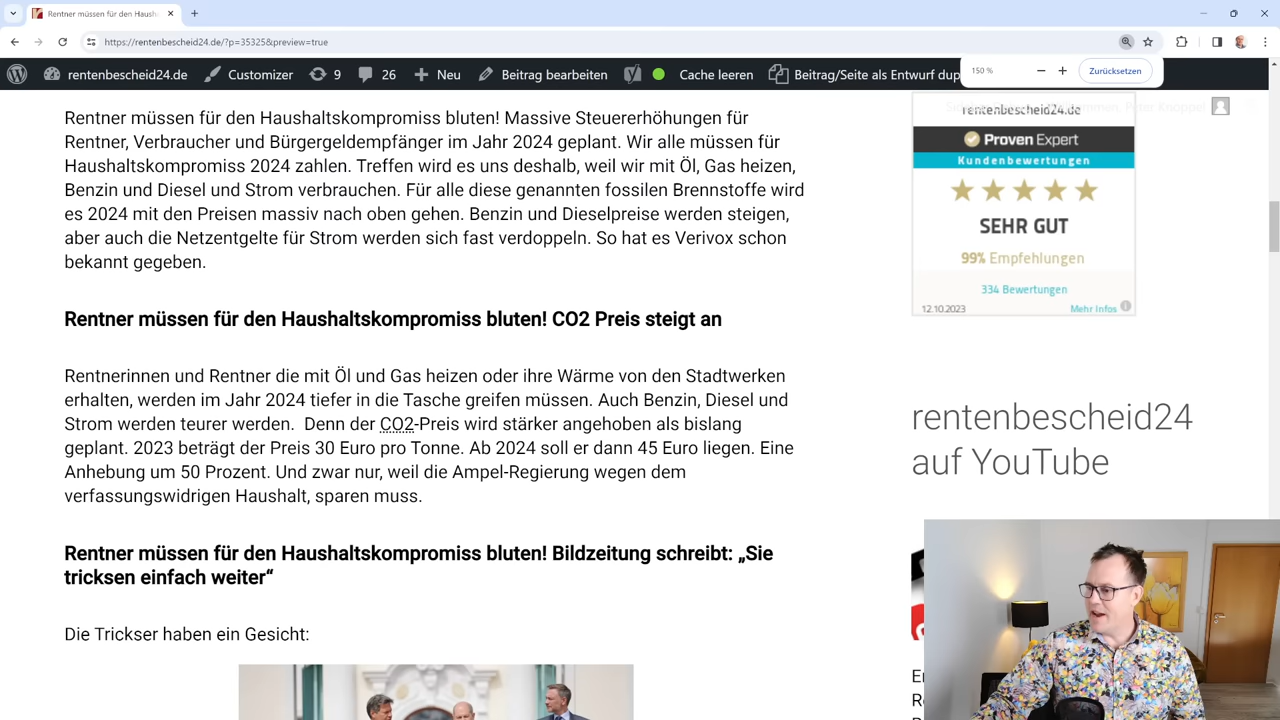 Rentner müssen für den Haush
https://rentenbescheid24.de/?p=35325&preview=true
rentenbescheid24.de
Customi
9
26
Neu
Beitrag bearbeiten
Cache leeren
Beitrag/Seite als Entwurf dup
150 %
Zurücksetzen
Rentner müssen für den Haushaltskompromiss bluten! Massive Steuererhöhungen für
Rentner, Verbraucher und Bürgergeldempfänger im Jahr 2024 geplant. Wir alle müssen für
Haushaltskompromiss 2024 zahlen. Treffen wird es uns deshalb, weil wir mit Öl, Gas heizen,
Benzin und Diesel und Strom verbrauchen. Für alle diese genannten fossilen Brennstoffe wird
es 2024 mit den Preisen massiv nach oben gehen. Benzin und Dieselpreise werden steigen,
aber auch die Netzentgelte für Strom werden sich fast verdoppeln. So hat es Verivox schon
bekannt gegeben.
Rentner müssen für den Haushaltskompromiss bluten! CO2 Preis steigt an
Rentnerinnen und Rentner die mit Öl und Gas heizen oder ihre Wärme von den Stadtwerken
erhalten, werden im Jahr 2024 tiefer in die Tasche greifen müssen. Auch Benzin, Diesel und
Strom werden teurer werden.  Denn der CO2-Preis wird stärker angehoben als bislang
geplant. 2023 beträgt der Preis 30 Euro pro Tonne. Ab 2024 soll er dann 45 Euro liegen. Eine
Anhebung um 50 Prozent. Und zwar nur, weil die Ampel-Regierung wegen dem
verfassungswidrigen Haushalt, sparen muss.
Rentner müssen für den Haushaltskompromiss bluten! Bildzeitung schreibt: „Sie
tricksen einfach weiter“
Die Trickser haben ein Gesicht:
rentenbescheid24.de
Proven Expert
Kundenbewertungen
SEHR GUT
99% Empfehlungen
334 Bewertungen
12.10.2023
Mehr Infos
rentenbescheid24
auf YouTube